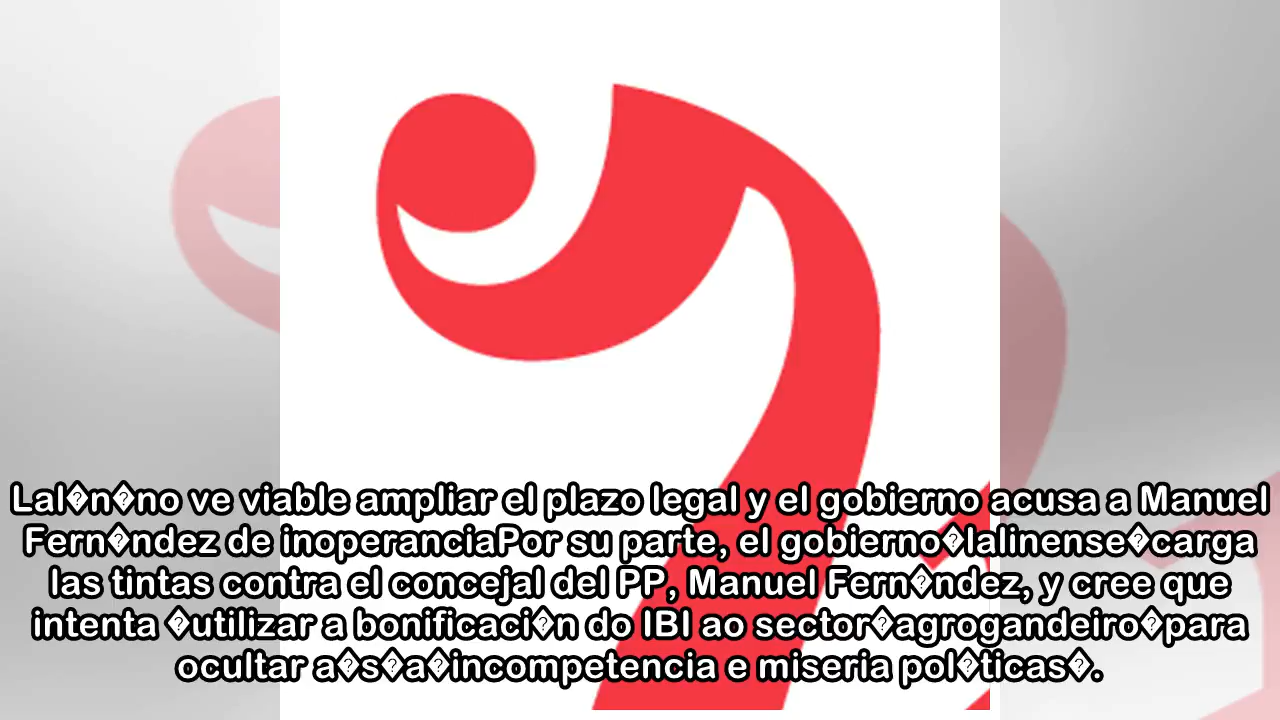 Lal�n�no ve viable ampliar el plazo legal y el gobierno acusa a Manuel
Fern�ndez de inoperanciaPor su parte, el gobierno�lalinense�carga
las tintas contra el concejal del PP, Manuel Fern�ndez, y cree que
intenta �utilizar a bonificaci�n do IBI ao sector�agrogandeiro�para
ocultar a�s�a�incompetencia e miseria pol�ticas�.